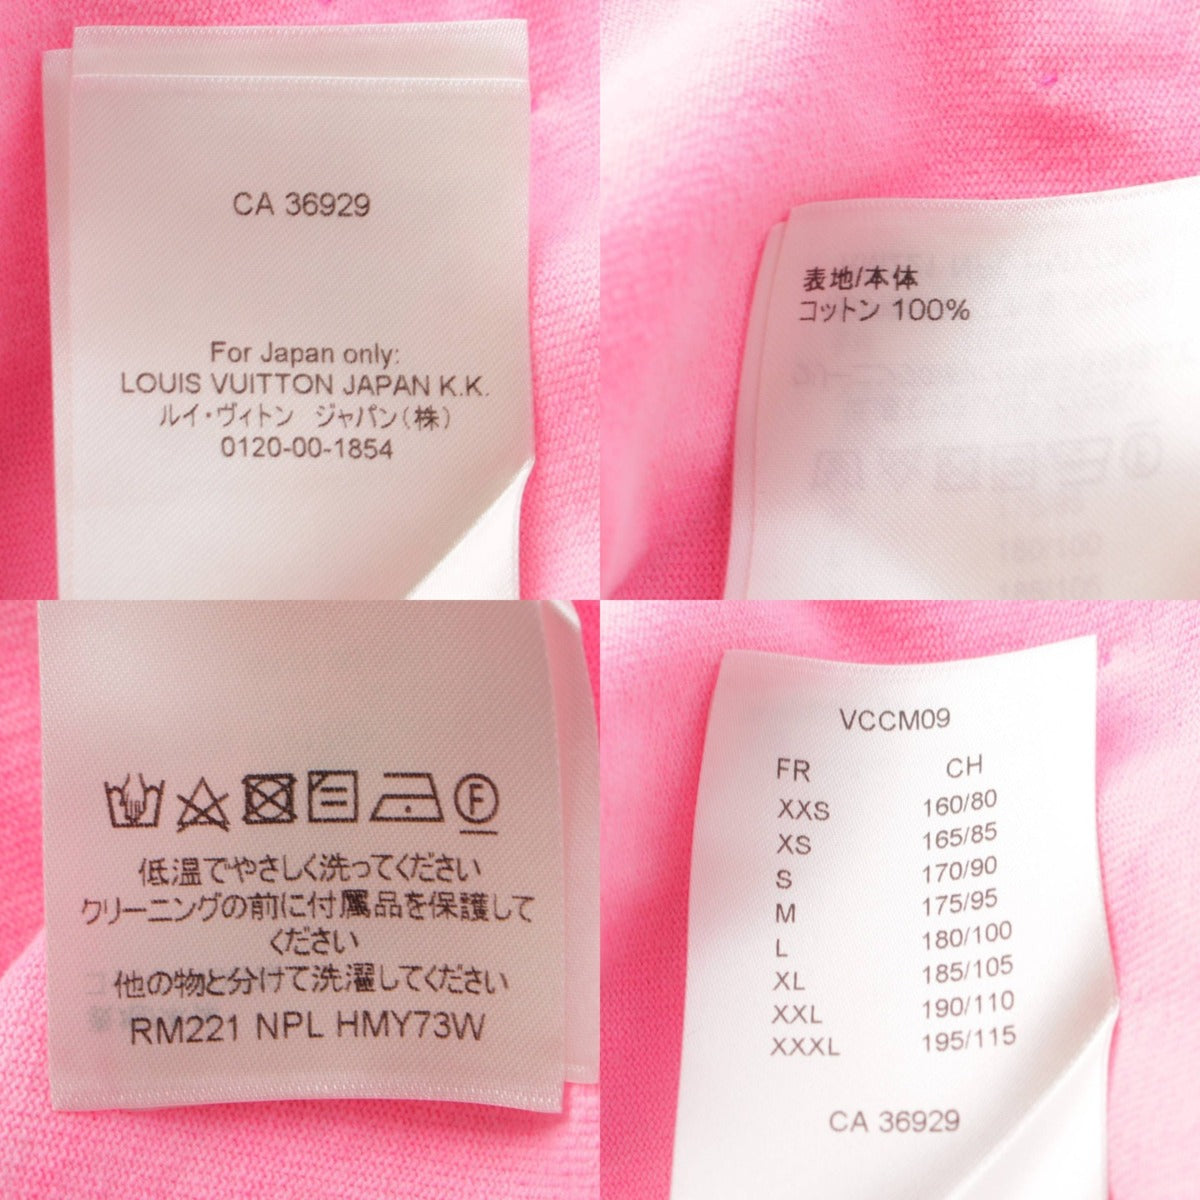 CA 36929
For Japan only:
LOUIS VUITTON JAPAN K.K.
ルイ・ヴィトン ジャパン(株)
0120-00-1854
表地/本体
コットン 100%
F
低温でやさしく洗ってください
クリーニングの前に付属品を保護して
ください
他の物と分けて洗濯してください
RM221 NPL HMY73W
VCCM09
FR CH
XXS 160/80
XS 165/85
S 170/90
M 175/95
L 180/100
XL 185/105
XXL 190/110
XXXL 195/115
CA 36929